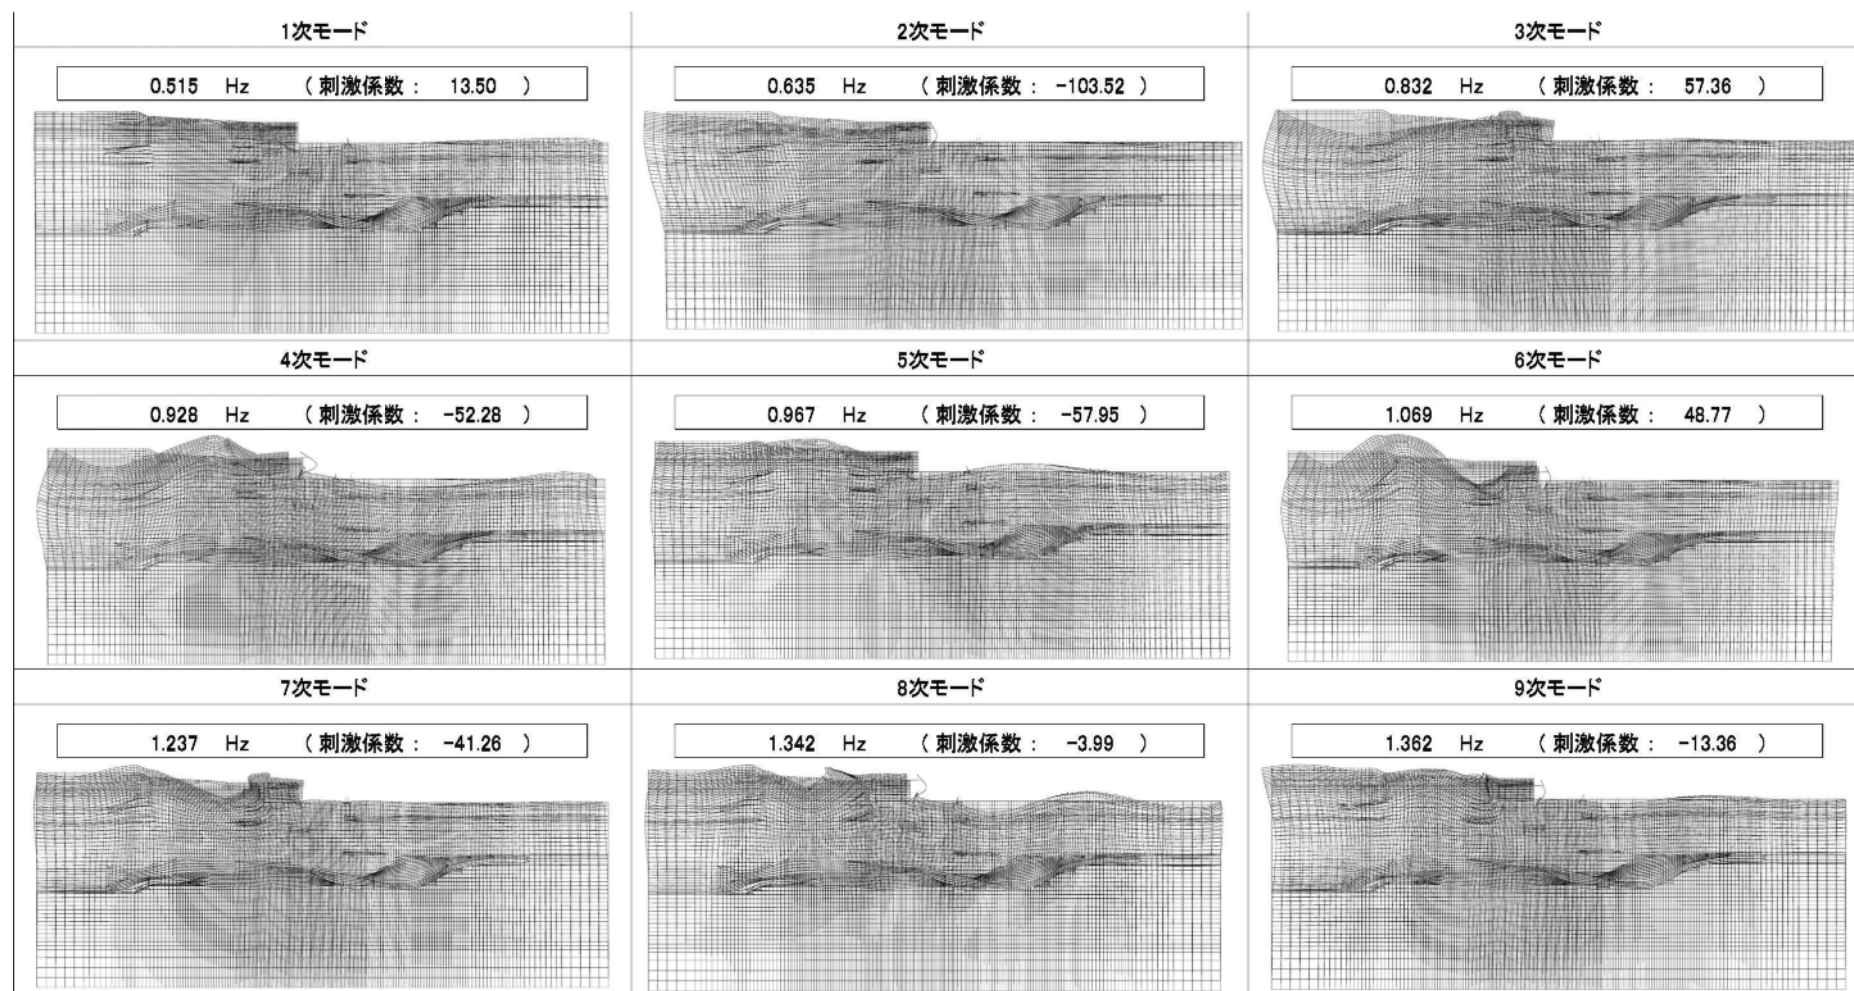 1次モード
2次モード
3次モード
0.515 Hz （刺激係数： 13.50 ）
0.635 Hz （刺激係数： -103.52 ）
0.832 Hz （刺激係数： 57.36 ）
4次モード
5次モード
6次モード
0.928 Hz （刺激係数： -52.28 ）
0.967 Hz （刺激係数： -57.95 ）
1.069 Hz （刺激係数： 48.77 ）
7次モード
8次モード
9次モード
1.237 Hz （刺激係数： -41.26 ）
1.342 Hz （刺激係数： -3.99 ）
1.362 Hz （刺激係数： -13.36 ）